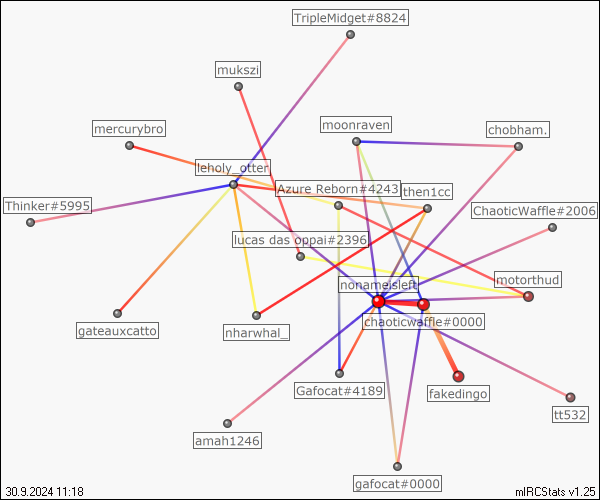 TripleMidget#8824
mukszi
mercurybro
moonraven
chobham.
leholy_otter
Azure Reborn#4243
then1cc
Thinker#5995
ChaoticWaffle#2006
lucas das oppai#2396
nonameisleft
motorthud
chaoticwaffle#0000
gateauxcatto
nharwhal_
Gafocat#4189
fakedingo
tt532
amah1246
gafocat#0000
30.9.2024 11:18
mIRCStats v1.25